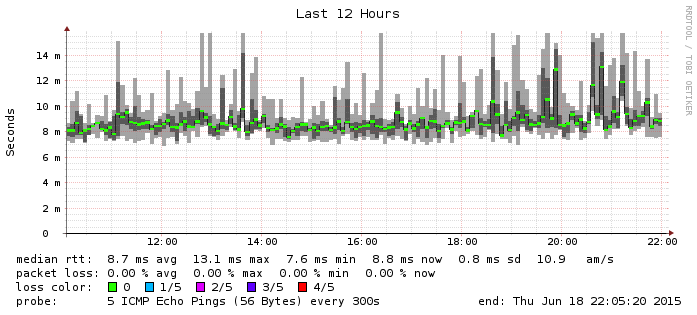 Last 12 Hours
RRDTOOL / TOBI OETIKER
Seconds
14 m
12 m
10 m
8 m
6 m
4 m
2 m
0
12:00 14:00 16:00 18:00 20:00 22:00
median rtt: 8.7 ms avg 13.1 ms max 7.6 ms min 8.8 ms now 0.8 ms sd 10.9 am/s
packet loss: 0.00 % avg 0.00 % max 0.00 % min 0.00 % now
loss color: 0 1/5 2/5 3/5 4/5
probe: 5 ICMP Echo Pings (56 Bytes) every 300s end: Thu Jun 18 22:05:20 2015